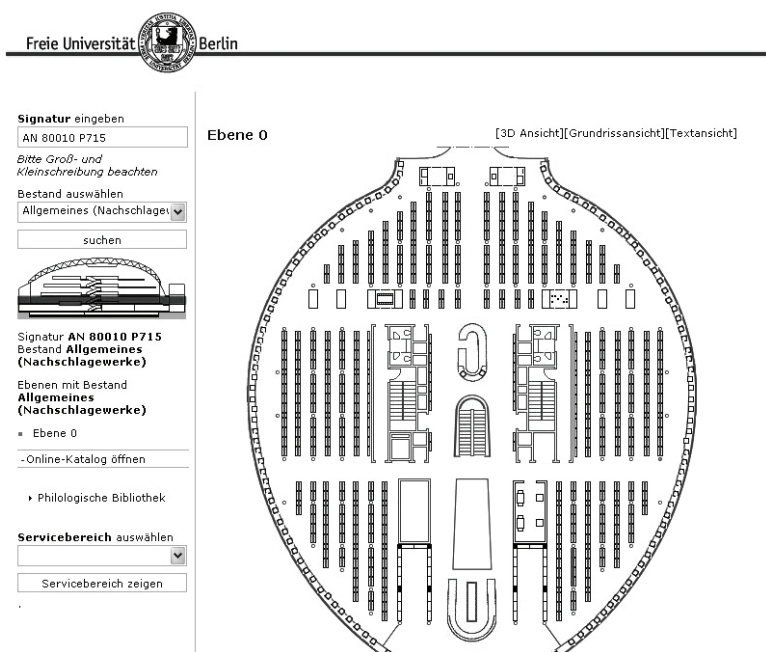 Freie Universität Berlin
Signatur eingeben
AN 80010 P715
Bitte Groß- und
Kleinschreibung beachten
Bestand auswählen
Allgemeines (Nachschlagew
suchen
Signatur AN 80010 P715
Bestand Allgemeines
(Nachschlagewerke)
Ebenen mit Bestand
Allgemeines
(Nachschlagewerke)
Ebene 0
-Online-Katalog öffnen
Philologische Bibliothek
Servicebereich auswählen
Servicebereich zeigen
Ebene 0
[3D Ansicht][Grundrissansicht][Textansicht]